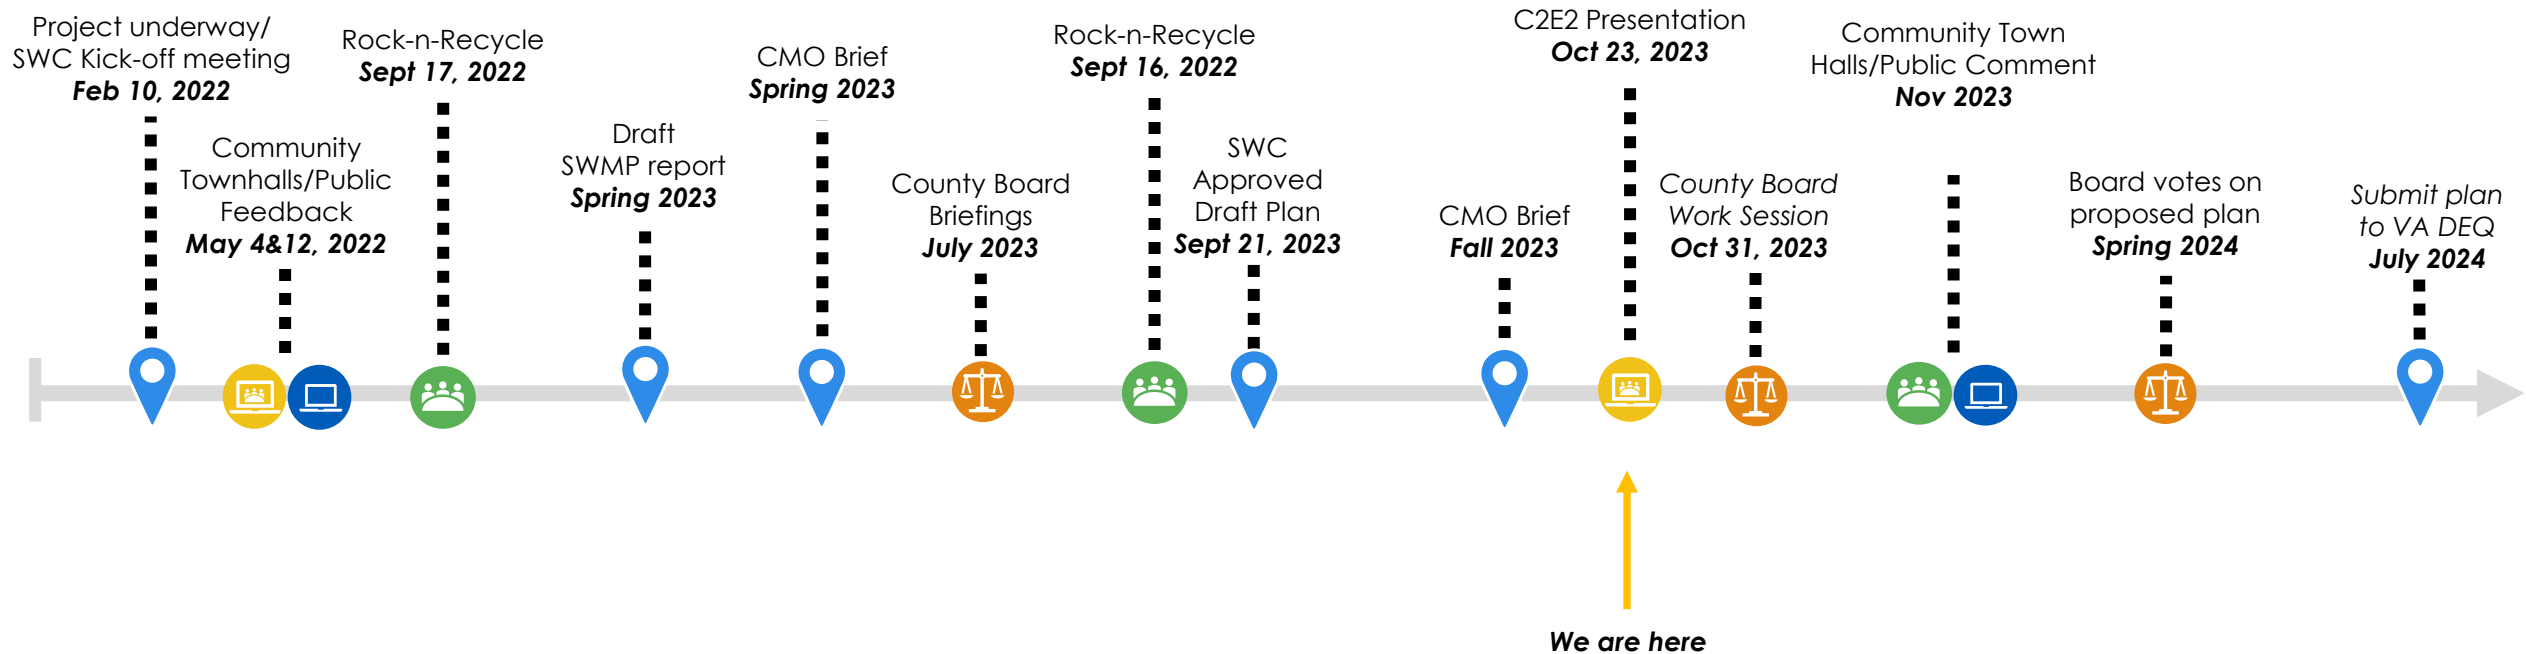 Project underway/
SWC Kick-off meeting
Feb 10, 2022
Community
Townhalls/Public
Feedback
May 4&12, 2022
Rock-n-Recycle
Sept 17, 2022
Draft
SWMP report
Spring 2023
CMO Brief
Spring 2023
County Board
Briefings
July 2023
Rock-n-Recycle
Sept 16, 2022
SWC
Approved
Draft Plan
Sept 21, 2023
CMO Brief
Fall 2023
C2E2 Presentation
Oct 23, 2023
County Board
Work Session
Oct 31, 2023
Community Town
Halls/Public Comment
Nov 2023
Board votes on
proposed plan
Spring 2024
Submit plan
to VA DEQ
July 2024
We are here